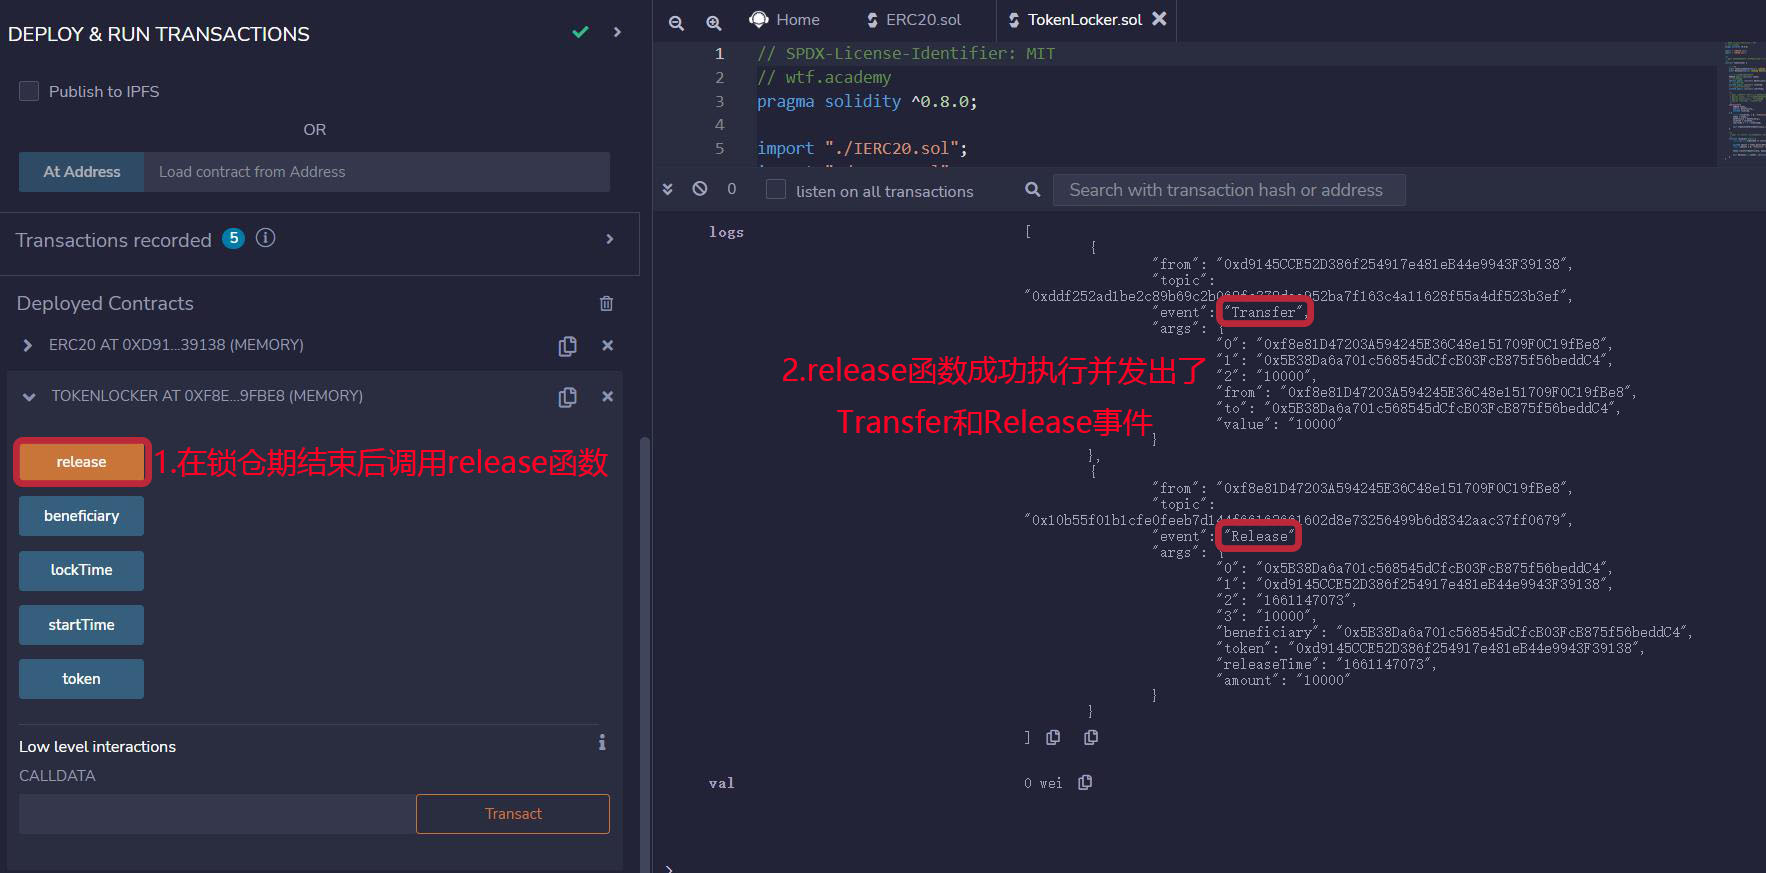 DEPLOY & RUN TRANSACTIONS
Publish to IPFS
OR
At Address
Load contract from Address
Transactions recorded 5
Deployed Contracts
ERC20 AT 0XD91...39138 (MEMORY)
TOKENLOCKER AT 0XF8E...9FBE8 (MEMORY)
release
1.在锁仓期结束后调用release函数
beneficiary
lockTime
startTime
token
Low level interactions
CALLDATA
Transact
Home
ERC20.sol
TokenLocker.sol
1 // SPDX-License-Identifier: MIT
2 // wtf.academy
3 pragma solidity ^0.8.0;
4
5 import "./IERC20.sol";
0
listen on all transactions
Search with transaction hash or address
logs
[
{
"from": "0xd9145CCE52D386f254917e481eB44e9943F39138",
"topic":
"event": "Transfer",
"args": {
"0": "0xf8e81D47203A594245E36C48e151709F0C19fBe8",
"1": "0x5B38Da6a701c568545dCfcB03FcB875f56beddC4",
"2": "10000",
"from": "0xf8e81D47203A594245E36C48e151709F0C19fBe8",
"to": "0x5B38Da6a701c568545dCfcB03FcB875f56beddC4",
"value": "10000"
}
2.release函数成功执行并发出了
Transfer和Release事件
},
{
"from": "0xf8e81D47203A594245E36C48e151709F0C19fBe8",
"topic":
"event": "Release"
"args": {
"0": "0x5B38Da6a701c568545dCfcB03FcB875f56beddC4",
"1": "0xd9145CCE52D386f254917e481eB44e9943F39138",
"2": "1661147073",
"3": "10000",
"beneficiary": "0x5B38Da6a701c568545dCfcB03FcB875f56beddC4",
"token": "0xd9145CCE52D386f254917e481eB44e9943F39138",
"releaseTime": "1661147073",
"amount": "10000"
}
}
]
val
0 wei